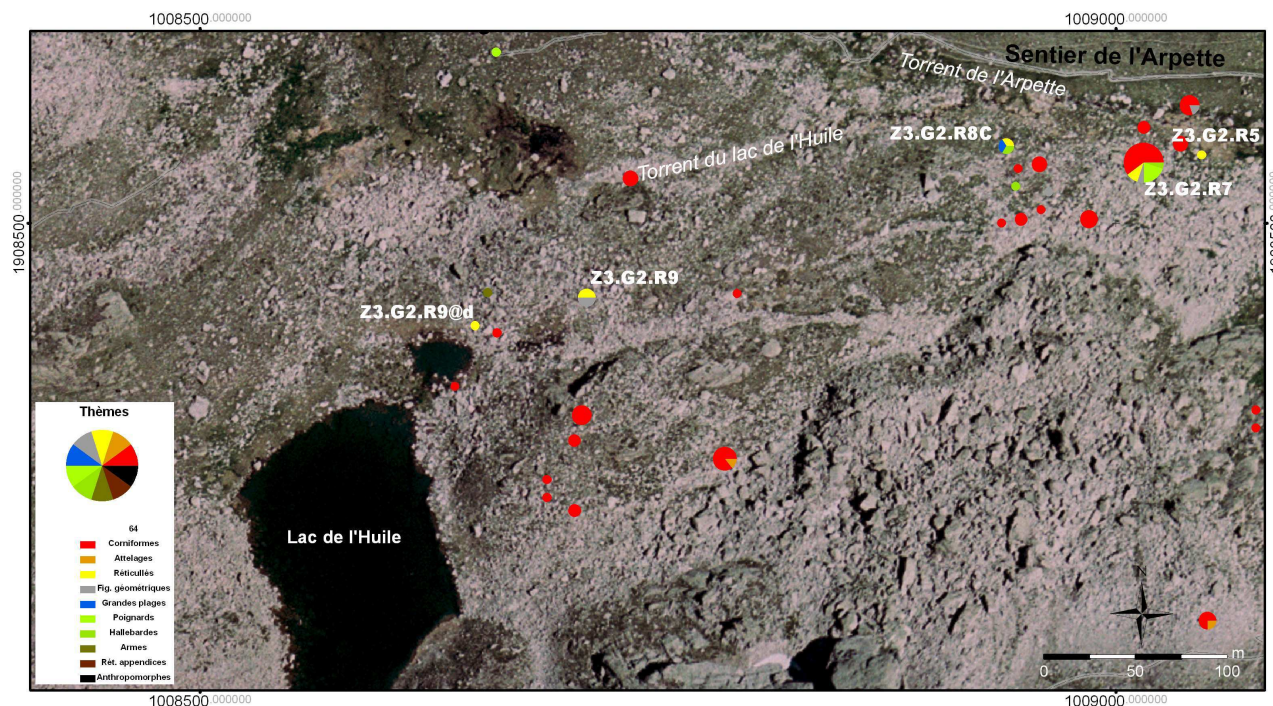 1008500.000000
1009000.000000
Sentier de l'Arpette
Torrent de l'Arpette
Torrent du lac de l'Huile
Z3.G2.R8C
Z3.G2.R5
Z3.G2.R7
1908500.000000
Z3.G2.R9
Z3.G2.R9@d
Lac de l'Huile
Thèmes
64
Corniformes
Attelages
Réticullés
Fig. géométriques
Grandes plages
Poignards
Hallebardes
Armes
Rét. appendices
Anthropomorphes
N
m
0 50 100
1008500.000000
1009000.000000